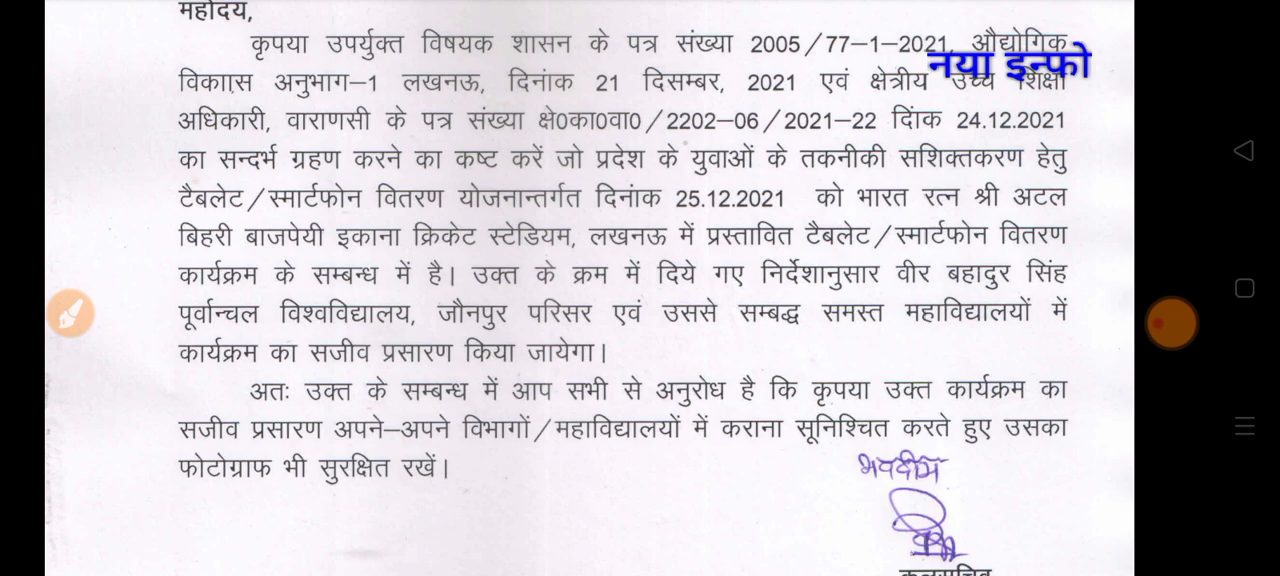 महोदय,
कृपया उपर्युक्त विषयक शासन के पत्र संख्या 2005/77–1–2021, औद्योगिक
नया इन्फो
विकाास अनुभाग–1 लखनऊ, दिनांक 21 दिसम्बर, 2021 एवं क्षेत्रीय उच्च शिक्षा
अधिकारी, वाराणसी के पत्र संख्या क्षे0का0वा0/2202–06/2021–22 दिांक 24.12.2021
का सन्दर्भ ग्रहण करने का कष्ट करें जो प्रदेश के युवाओं के तकनीकी सशिक्तकरण हेतु
टैबलेट/स्मार्टफोन वितरण योजनान्तर्गत दिनांक 25.12.2021 को भारत रत्न श्री अटल
बिहरी बाजपेयी इकाना क्रिकेट स्टेडियम, लखनऊ में प्रस्तावित टैबलेट/स्मार्टफोन वितरण
कार्यक्रम के सम्बन्ध में है। उक्त के क्रम में दिये गए निर्देशानुसार वीर बहादुर सिंह
पूर्वान्चल विश्वविद्यालय, जौनपुर परिसर एवं उससे सम्बद्ध समस्त महाविद्यालयों में
कार्यक्रम का सजीव प्रसारण किया जायेगा।
अतः उक्त के सम्बन्ध में आप सभी से अनुरोध है कि कृपया उक्त कार्यक्रम का
सजीव प्रसारण अपने–अपने विभागों/महाविद्यालयों में कराना सूनिश्चित करते हुए उसका
फोटोग्राफ भी सुरक्षित रखें।
भवदीय
कुलसचिव